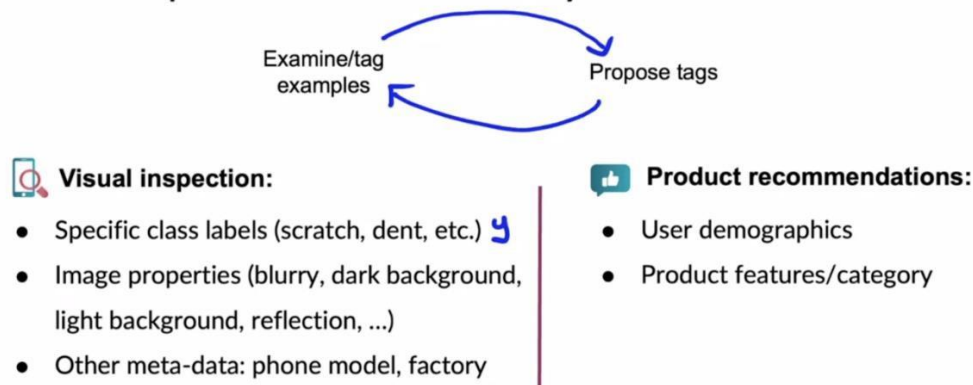 Examine/tag
examples
Propose tags
Visual inspection:
● Specific class labels (scratch, dent, etc.) y
● Image properties (blurry, dark background,
light background, reflection, ...)
● Other meta-data: phone model, factory
Product recommendations:
● User demographics
● Product features/category